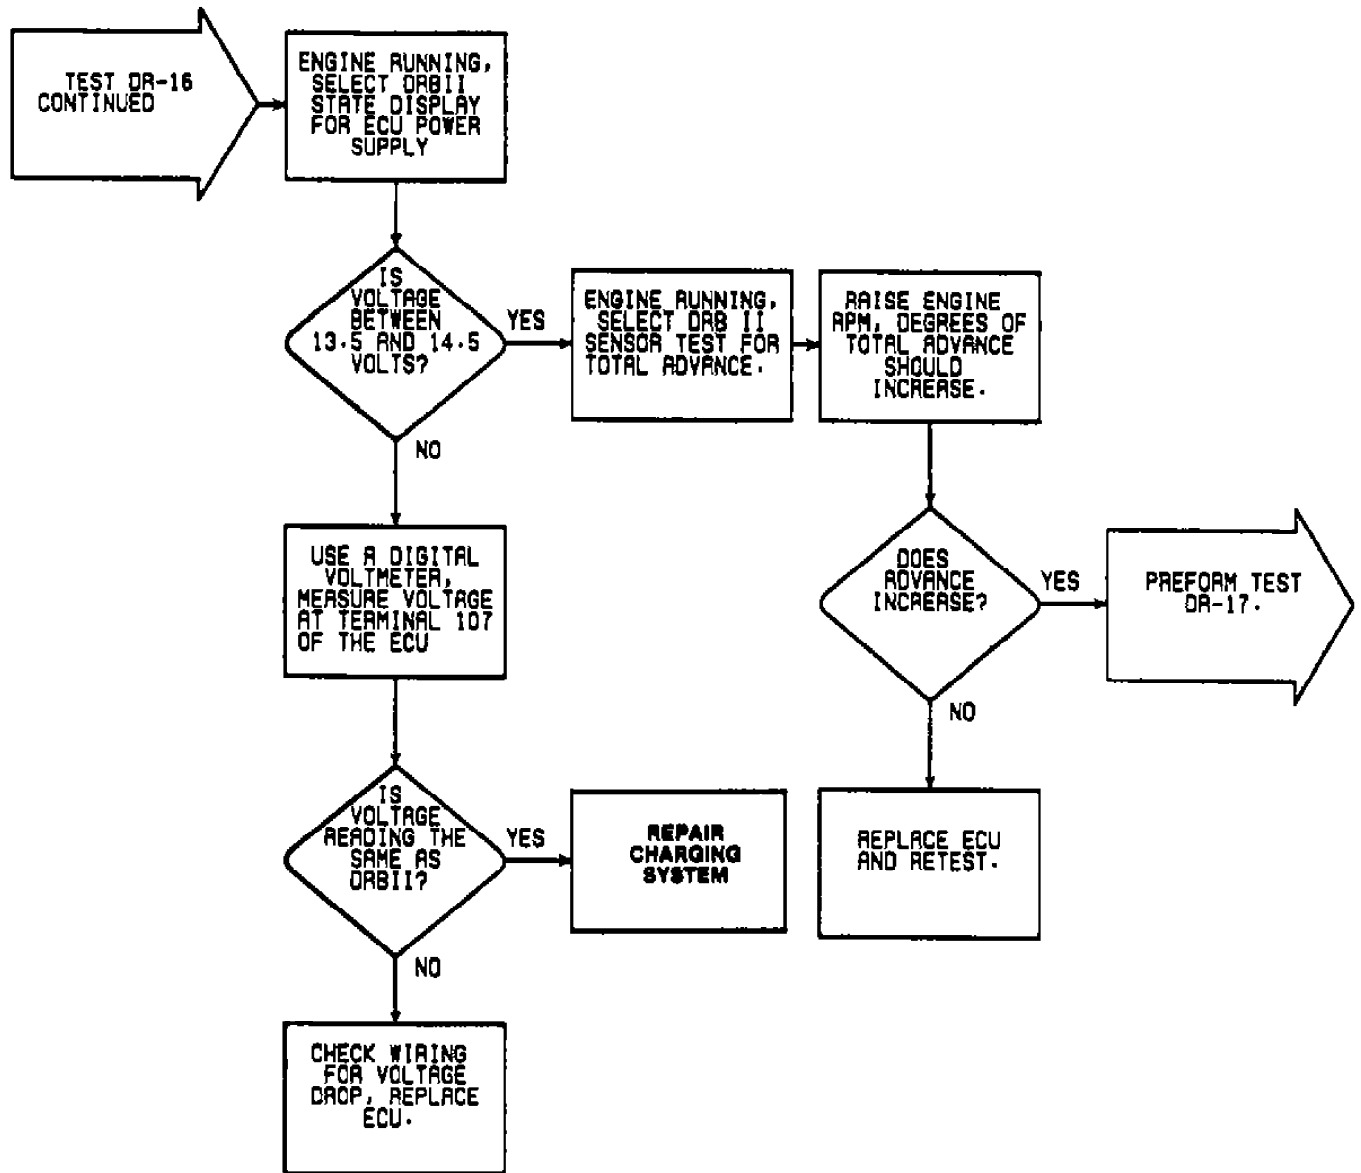 TEST DR-16
CONTINUED
ENGINE RUNNING,
SELECT DRBII
STATE DISPLAY
FOR ECU POWER
SUPPLY
IS
VOLTAGE
BETWEEN
13.5 AND 14.5
VOLTS?
YES
ENGINE RUNNING,
SELECT DRB II
SENSOR TEST FOR
TOTAL ADVANCE.
RAISE ENGINE
RPM, DEGREES OF
TOTAL ADVANCE
SHOULD
INCREASE.
NO
USE A DIGITAL
VOLTMETER,
MEASURE VOLTAGE
AT TERMINAL 107
OF THE ECU
DOES
ADVANCE
INCREASE?
YES
PREFORM TEST
DR-17.
NO
IS
VOLTAGE
READING THE
SAME AS
DRBII?
YES
REPAIR
CHARGING
SYSTEM
REPLACE ECU
AND RETEST.
NO
CHECK WIRING
FOR VOLTAGE
DROP, REPLACE
ECU.